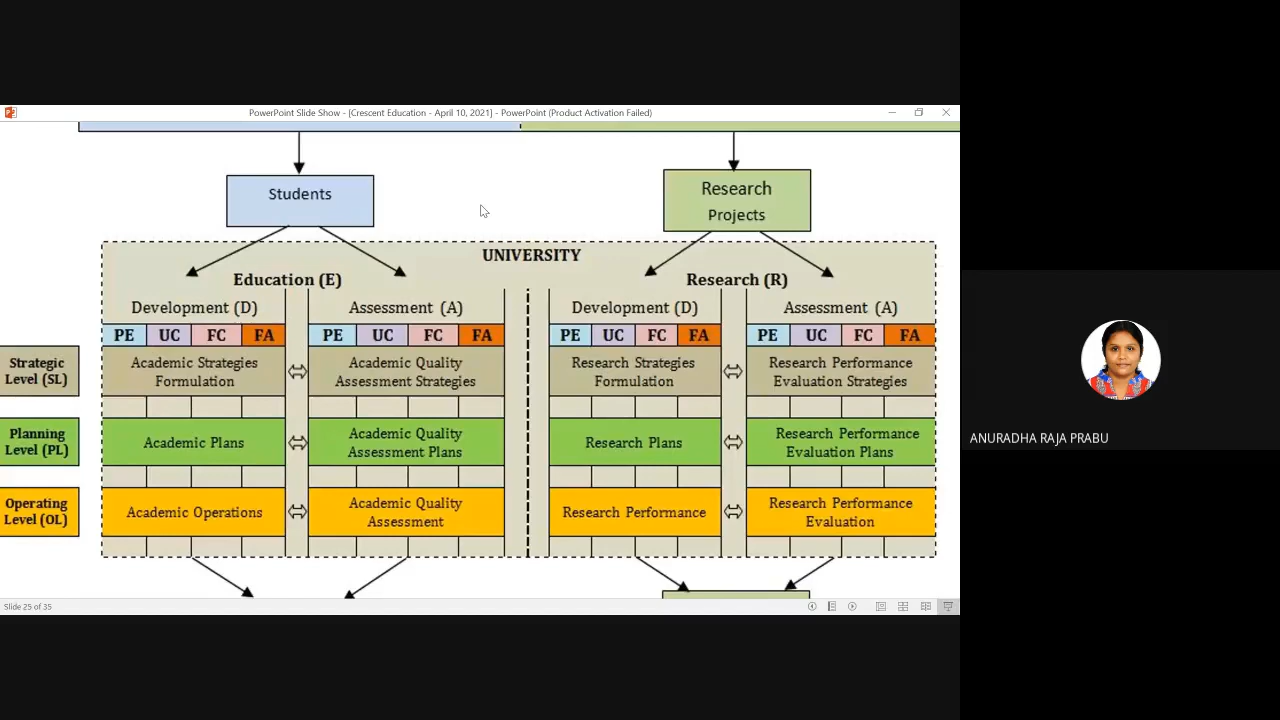 PowerPoint Slide Show - [Crescent Education - April 10, 2021] - PowerPoint (Product Activation Failed)
Students
Research
Projects
UNIVERSITY
Education (E)
Research (R)
Development (D)
Assessment (A)
Development (D)
Assessment (A)
PE UC FC FA
PE UC FC FA
PE UC FC FA
PE UC FC FA
Strategic
Level (SL)
Academic Strategies
Formulation
Academic Quality
Assessment Strategies
Research Strategies
Formulation
Research Performance
Evaluation Strategies
Planning
Level (PL)
Academic Plans
Academic Quality
Assessment Plans
Research Plans
Research Performance
Evaluation Plans
Operating
Level (OL)
Academic Operations
Academic Quality
Assessment
Research Performance
Research Performance
Evaluation
Slide 25 of 35
ANURADHA RAJA PRABU